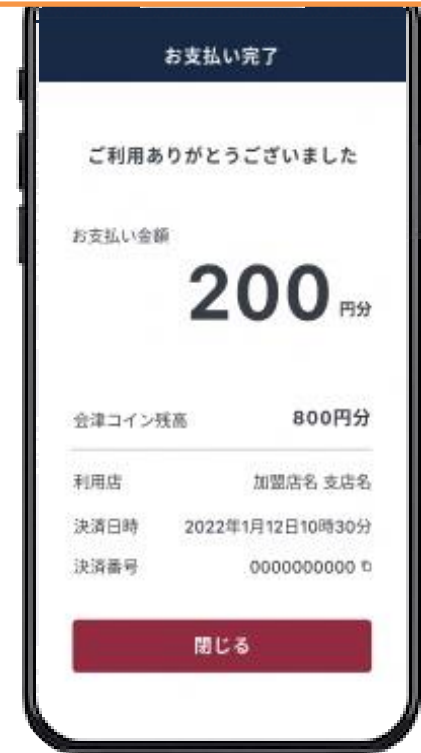 お支払い完了
ご利用ありがとうございました
お支払い金額
200 円分
会津コイン残高 800円分
利用店 加盟店名 支店名
決済日時 2022年1月12日10時30分
決済番号 0000000000
閉じる